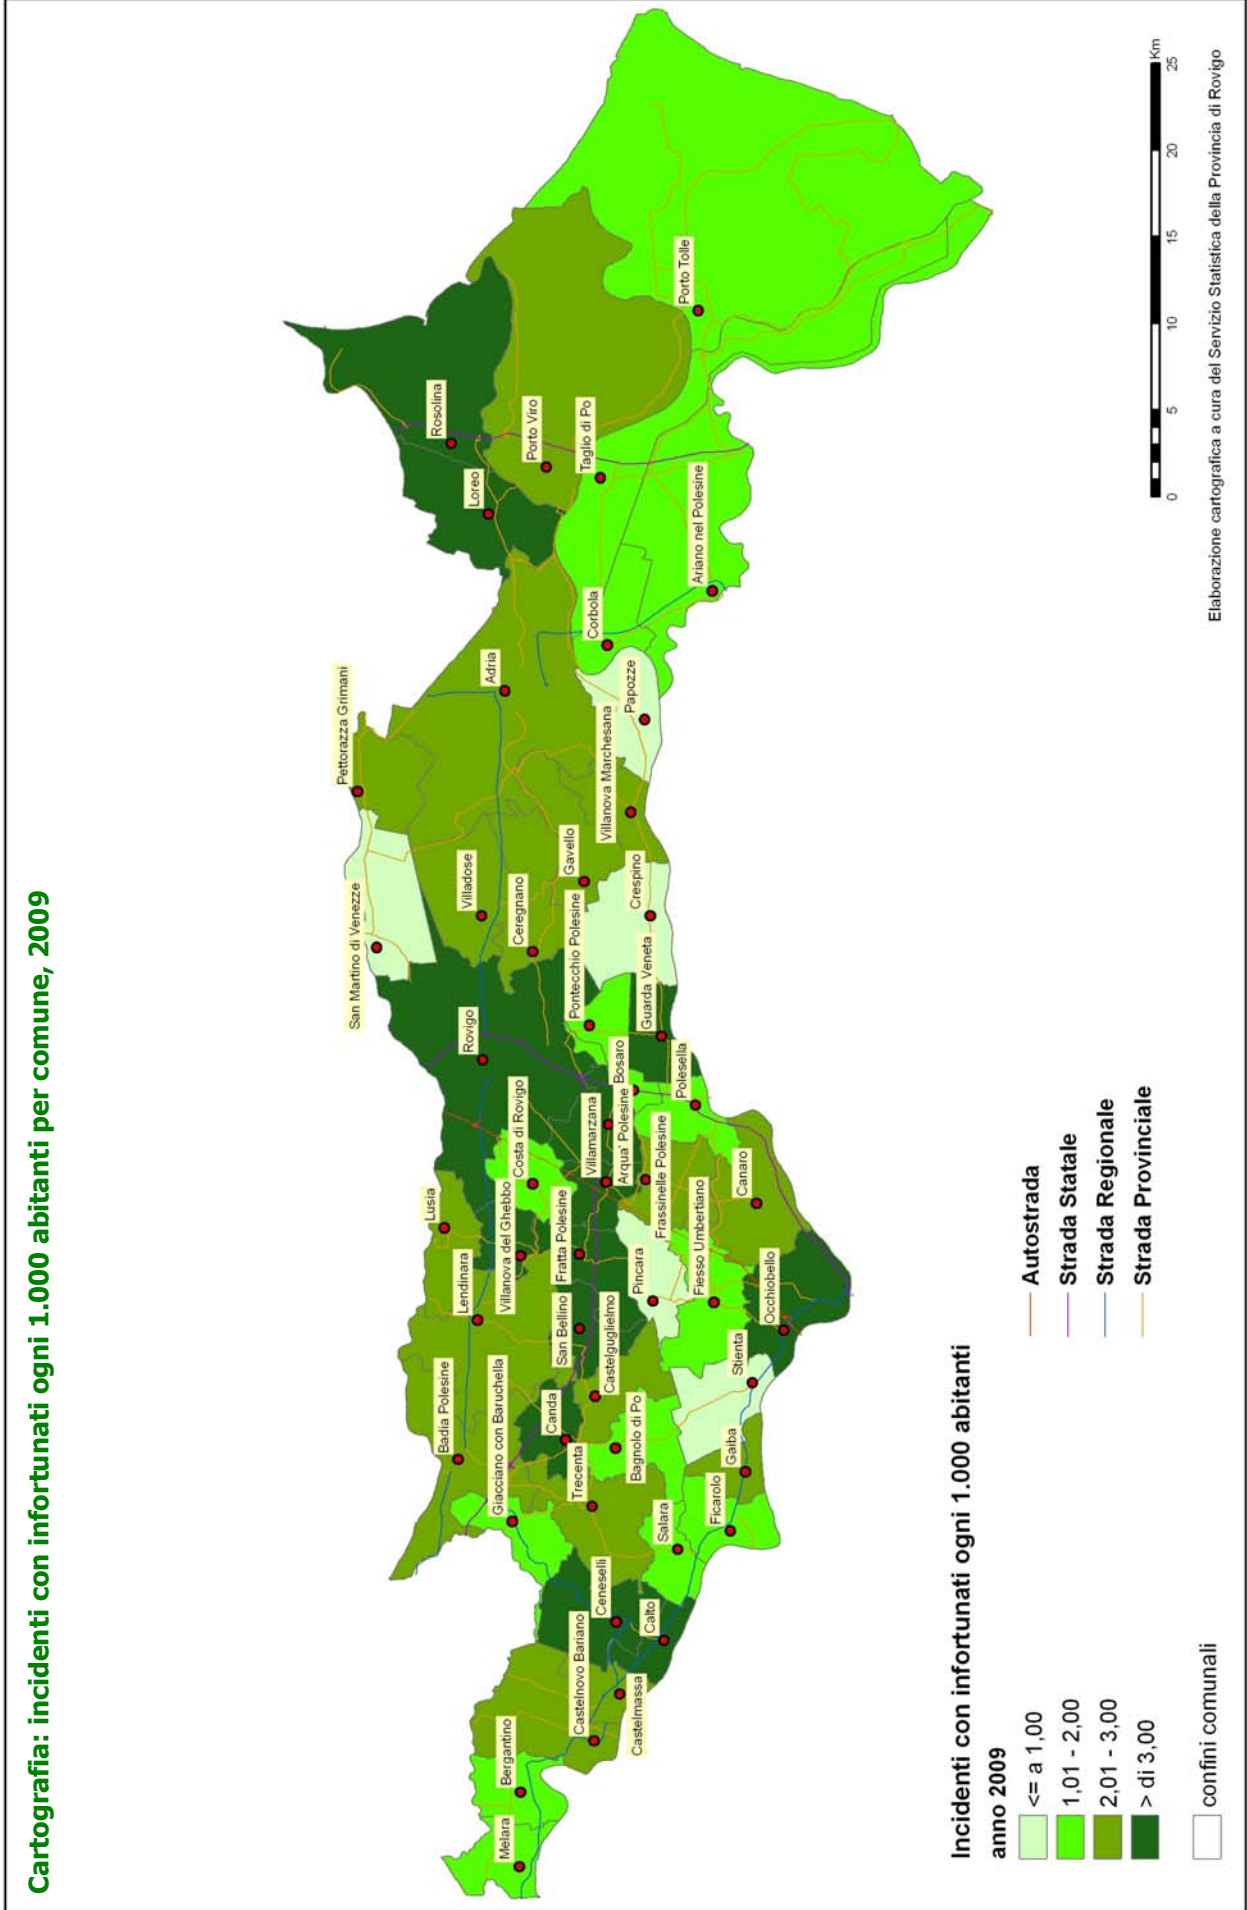 Cartografia: incidenti con infortunati ogni 1.000 abitanti per comune, 2009
Pettorazza Grimani
San Martino di Venezze
Rosolina
Loreo
Adria
Villadose
Rovigo
Lusia
Lendinara
Badia Polesine
Porto Viro
Taglio di Po
Porto Tolle
Ariano nel Polesine
Corbola
Papozze
Villanova Marchesana
Gavello
Ceregnano
Crespino
Pontecchio Polesine
Guarda Veneta
Bosaro
Polesella
Costa di Rovigo
Villamarzana
Arqua' Polesine
Frassinelle Polesine
Villanova del Ghebbo
Fratta Polesine
Canaro
Fiesso Umbertiano
Pincara
San Bellino
Castelguglielmo
Occhiobello
Stienta
Giacciano con Baruchella
Canda
Bagnolo di Po
Trecenta
Gaiba
Ficarolo
Salara
Ceneselli
Calto
Castelnovo Bariano
Castelmassa
Bergantino
Melara
Incidenti con infortunati ogni 1.000 abitanti
anno 2009
<= a 1,00
1,01 - 2,00
2,01 - 3,00
> di 3,00
confini comunali
Autostrada
Strada Statale
Strada Regionale
Strada Provinciale
Km
0 5 10 15 20 25
Elaborazione cartografica a cura del Servizio Statistica della Provincia di Rovigo